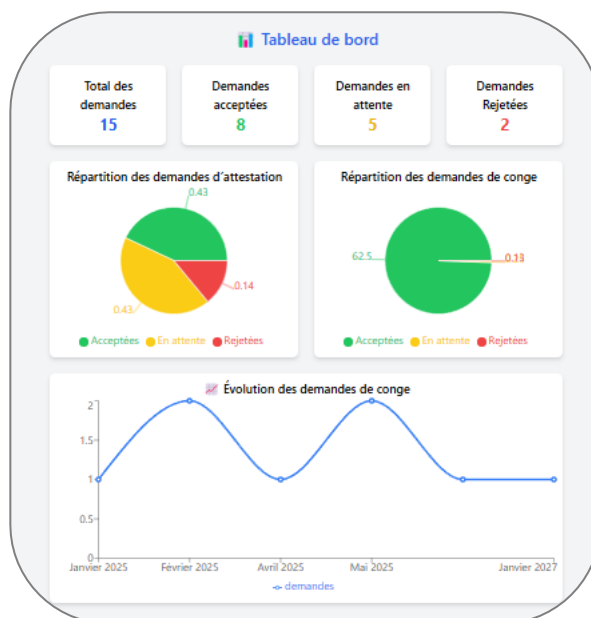 Tableau de bord
Total des
demandes
15
Demandes
acceptées
8
Demandes en
attente
5
Demandes
Rejetées
2
Répartition des demandes d'attestation
0.43
0.43
0.14
Acceptées En attente Rejetées
Répartition des demandes de conge
62.5
Acceptées En attente Rejetées
Évolution des demandes de conge
2
1.5
1
0.5
0
Janvier 2025 Février 2025 Avril 2025 Mai 2025 Janvier 2027
demandes